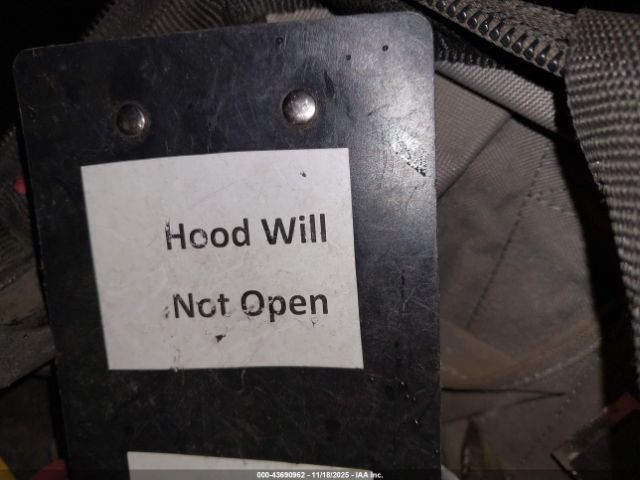 Hood Will
Not Open
000-43690962 - 11/18/2025 - IAA Inc.